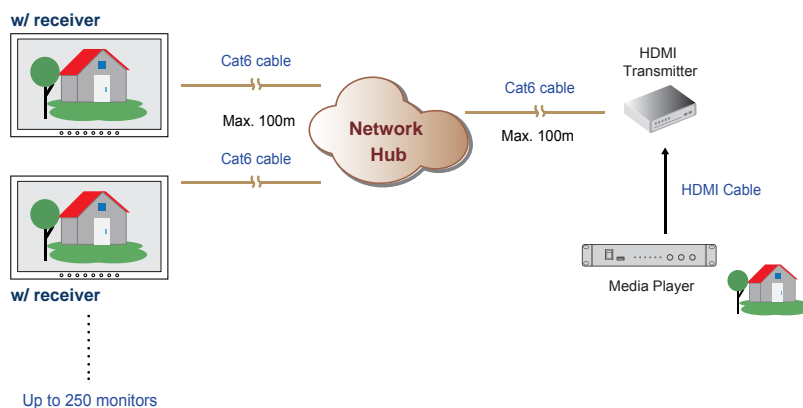 w/ receiver
Cat6 cable
Max. 100m
Cat6 cable
Network
Hub
Cat6 cable
Max. 100m
HDMI
Transmitter
HDMI Cable
Media Player
w/ receiver
Up to 250 monitors